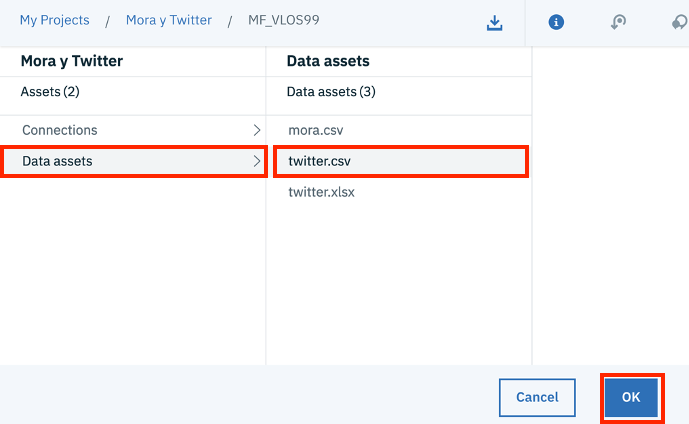 My Projects / Mora y Twitter / MF_VLOS99
Mora y Twitter
Assets (2)
Connections
Data assets
Data assets
Data assets (3)
mora.csv
twitter.csv
twitter.xlsx
Cancel
OK